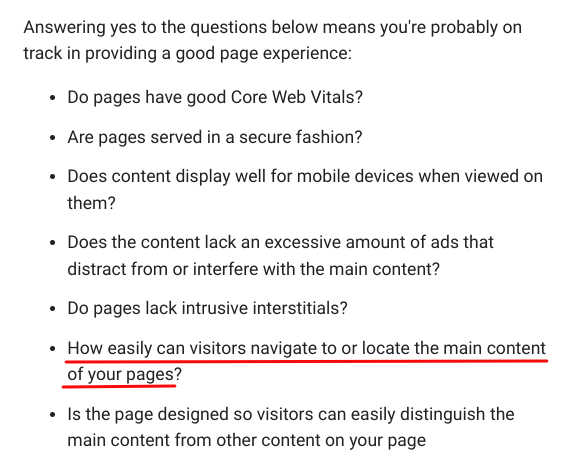 Answering yes to the questions below means you're probably on
track in providing a good page experience:
• Do pages have good Core Web Vitals?
• Are pages served in a secure fashion?
• Does content display well for mobile devices when viewed on
them?
• Does the content lack an excessive amount of ads that
distract from or interfere with the main content?
• Do pages lack intrusive interstitials?
• How easily can visitors navigate to or locate the main content
of your pages?
• Is the page designed so visitors can easily distinguish the
main content from other content on your page